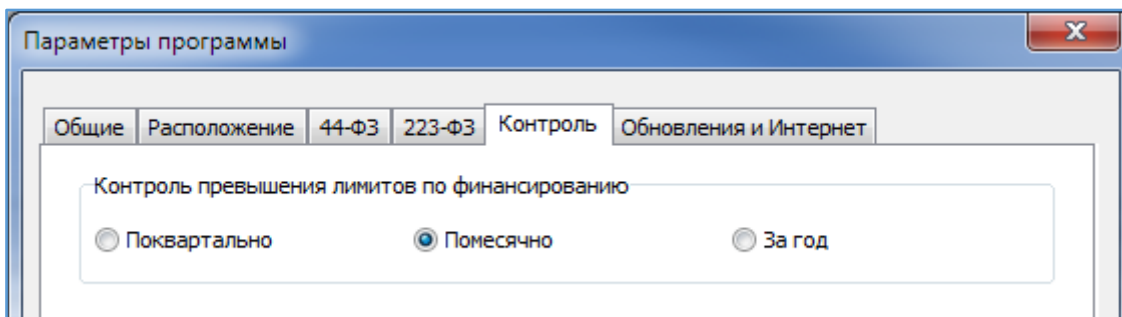 Параметры программы
Общие Расположение 44-ФЗ 223-ФЗ Контроль Обновления и Интернет
Контроль превышения лимитов по финансированию
Поквартально Помесячно За год